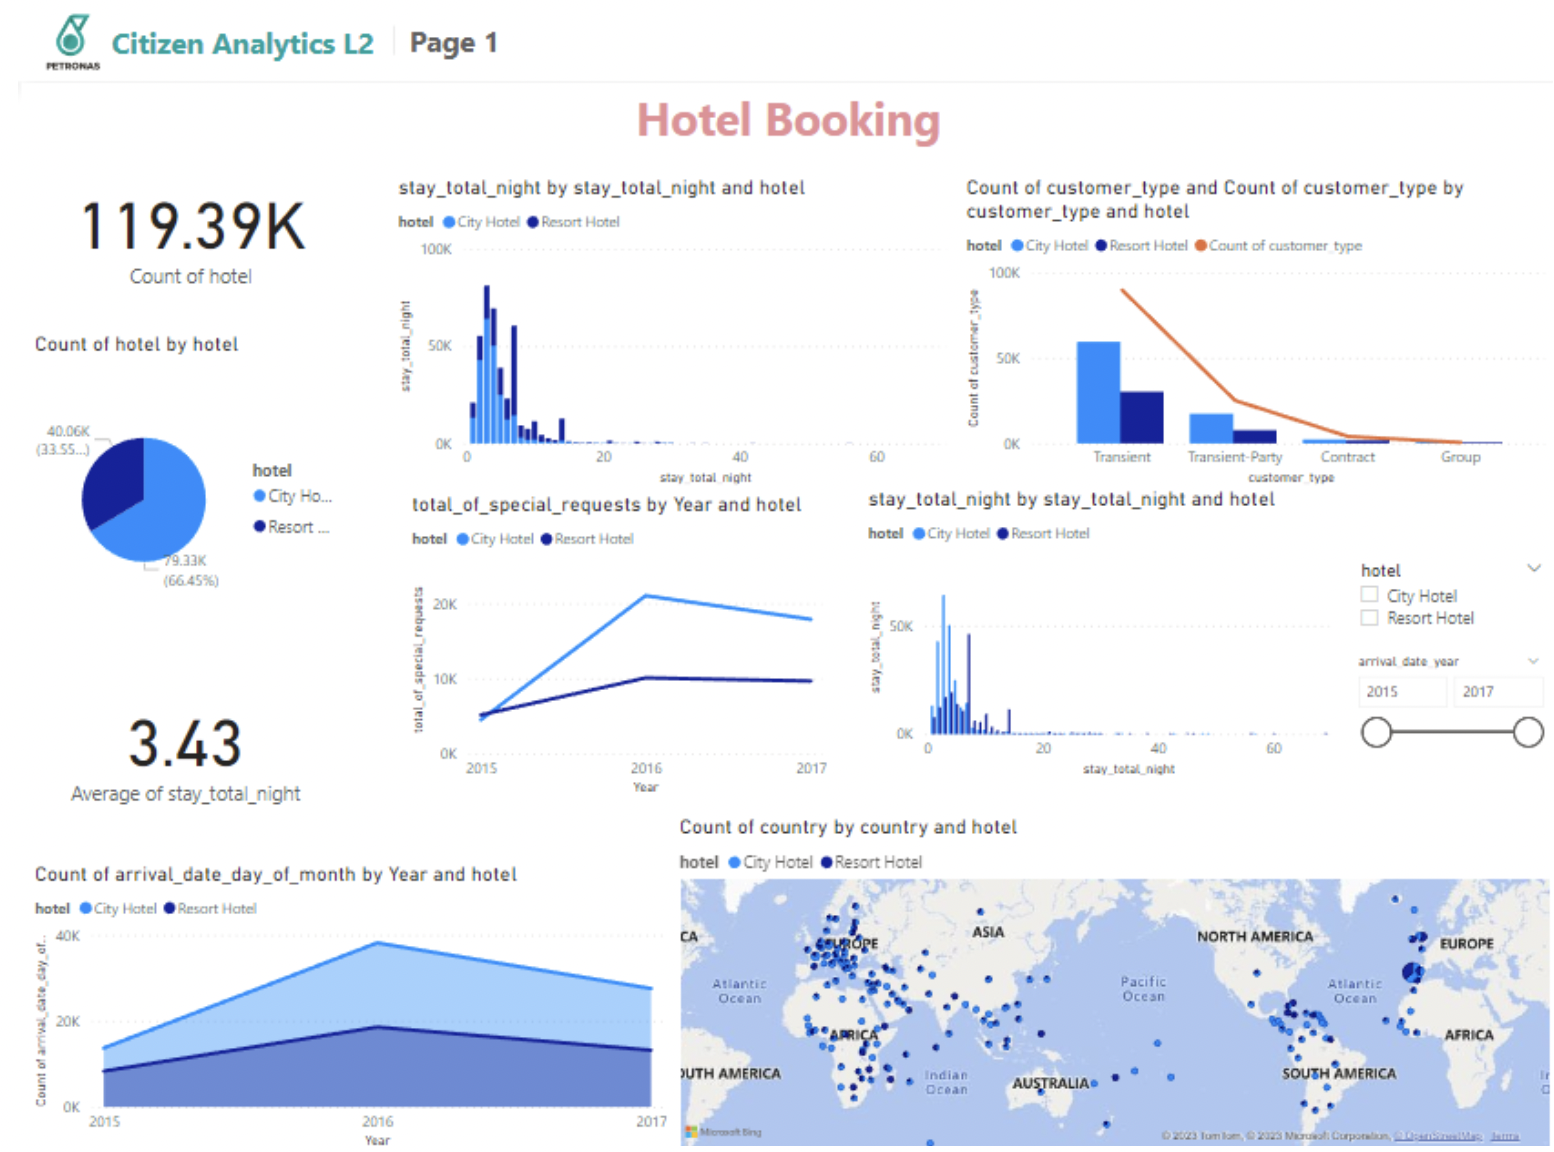 PETRONAS
Citizen Analytics L2
Page 1
Hotel Booking
119.39K
Count of hotel
Count of hotel by hotel
40.06K
(33.55...)
79.33K
(66.45%)
hotel
City Ho...
Resort ...
3.43
Average of stay_total_night
stay_total_night by stay_total_night and hotel
hotel City Hotel Resort Hotel
stay_total_night
100K
50K
0K
0 20 40 60
stay_total_night
Count of customer_type and Count of customer_type by
customer_type and hotel
hotel City Hotel Resort Hotel Count of customer_type
Count of customer_type
100K
50K
0K
Transient Transient-Party Contract Group
customer_type
total_of_special_requests by Year and hotel
hotel City Hotel Resort Hotel
total_of_special_requests
20K
10K
0K
2015 2016 2017
Year
stay_total_night by stay_total_night and hotel
hotel City Hotel Resort Hotel
stay_total_night
50K
0K
0 20 40 60
stay_total_night
hotel
City Hotel
Resort Hotel
arrival_date_year
2015 2017
Count of arrival_date_day_of_month by Year and hotel
hotel City Hotel Resort Hotel
Count of arrival_date_day_of...
40K
20K
0K
2015 2016 2017
Year
Count of country by country and hotel
hotel City Hotel Resort Hotel
CA
EUROPE
ASIA
NORTH AMERICA
EUROPE
Atlantic
Ocean
Pacific
Ocean
Atlantic
Ocean
AFRICA
AFRICA
UTH AMERICA
Indian
Ocean
AUSTRALIA
SOUTH AMERICA
Ir
O
Microsoft Bing
© 2023 TomTom, © 2023 Microsoft Corporation, © OpenStreetMap Terms